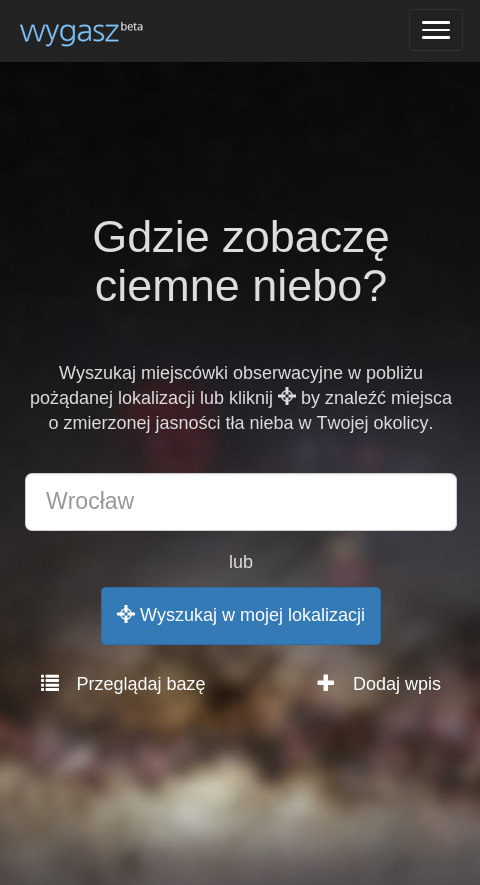 wygasz beta
Gdzie zobaczę
ciemne niebo?
Wyszukaj miejscówki obserwacyjne w pobliżu
pożądanej lokalizacji lub kliknij by znaleźć miejsca
o zmierzonej jasności tła nieba w Twojej okolicy.
Wrocław
lub
Wyszukaj w mojej lokalizacji
Przeglądaj bazę
Dodaj wpis